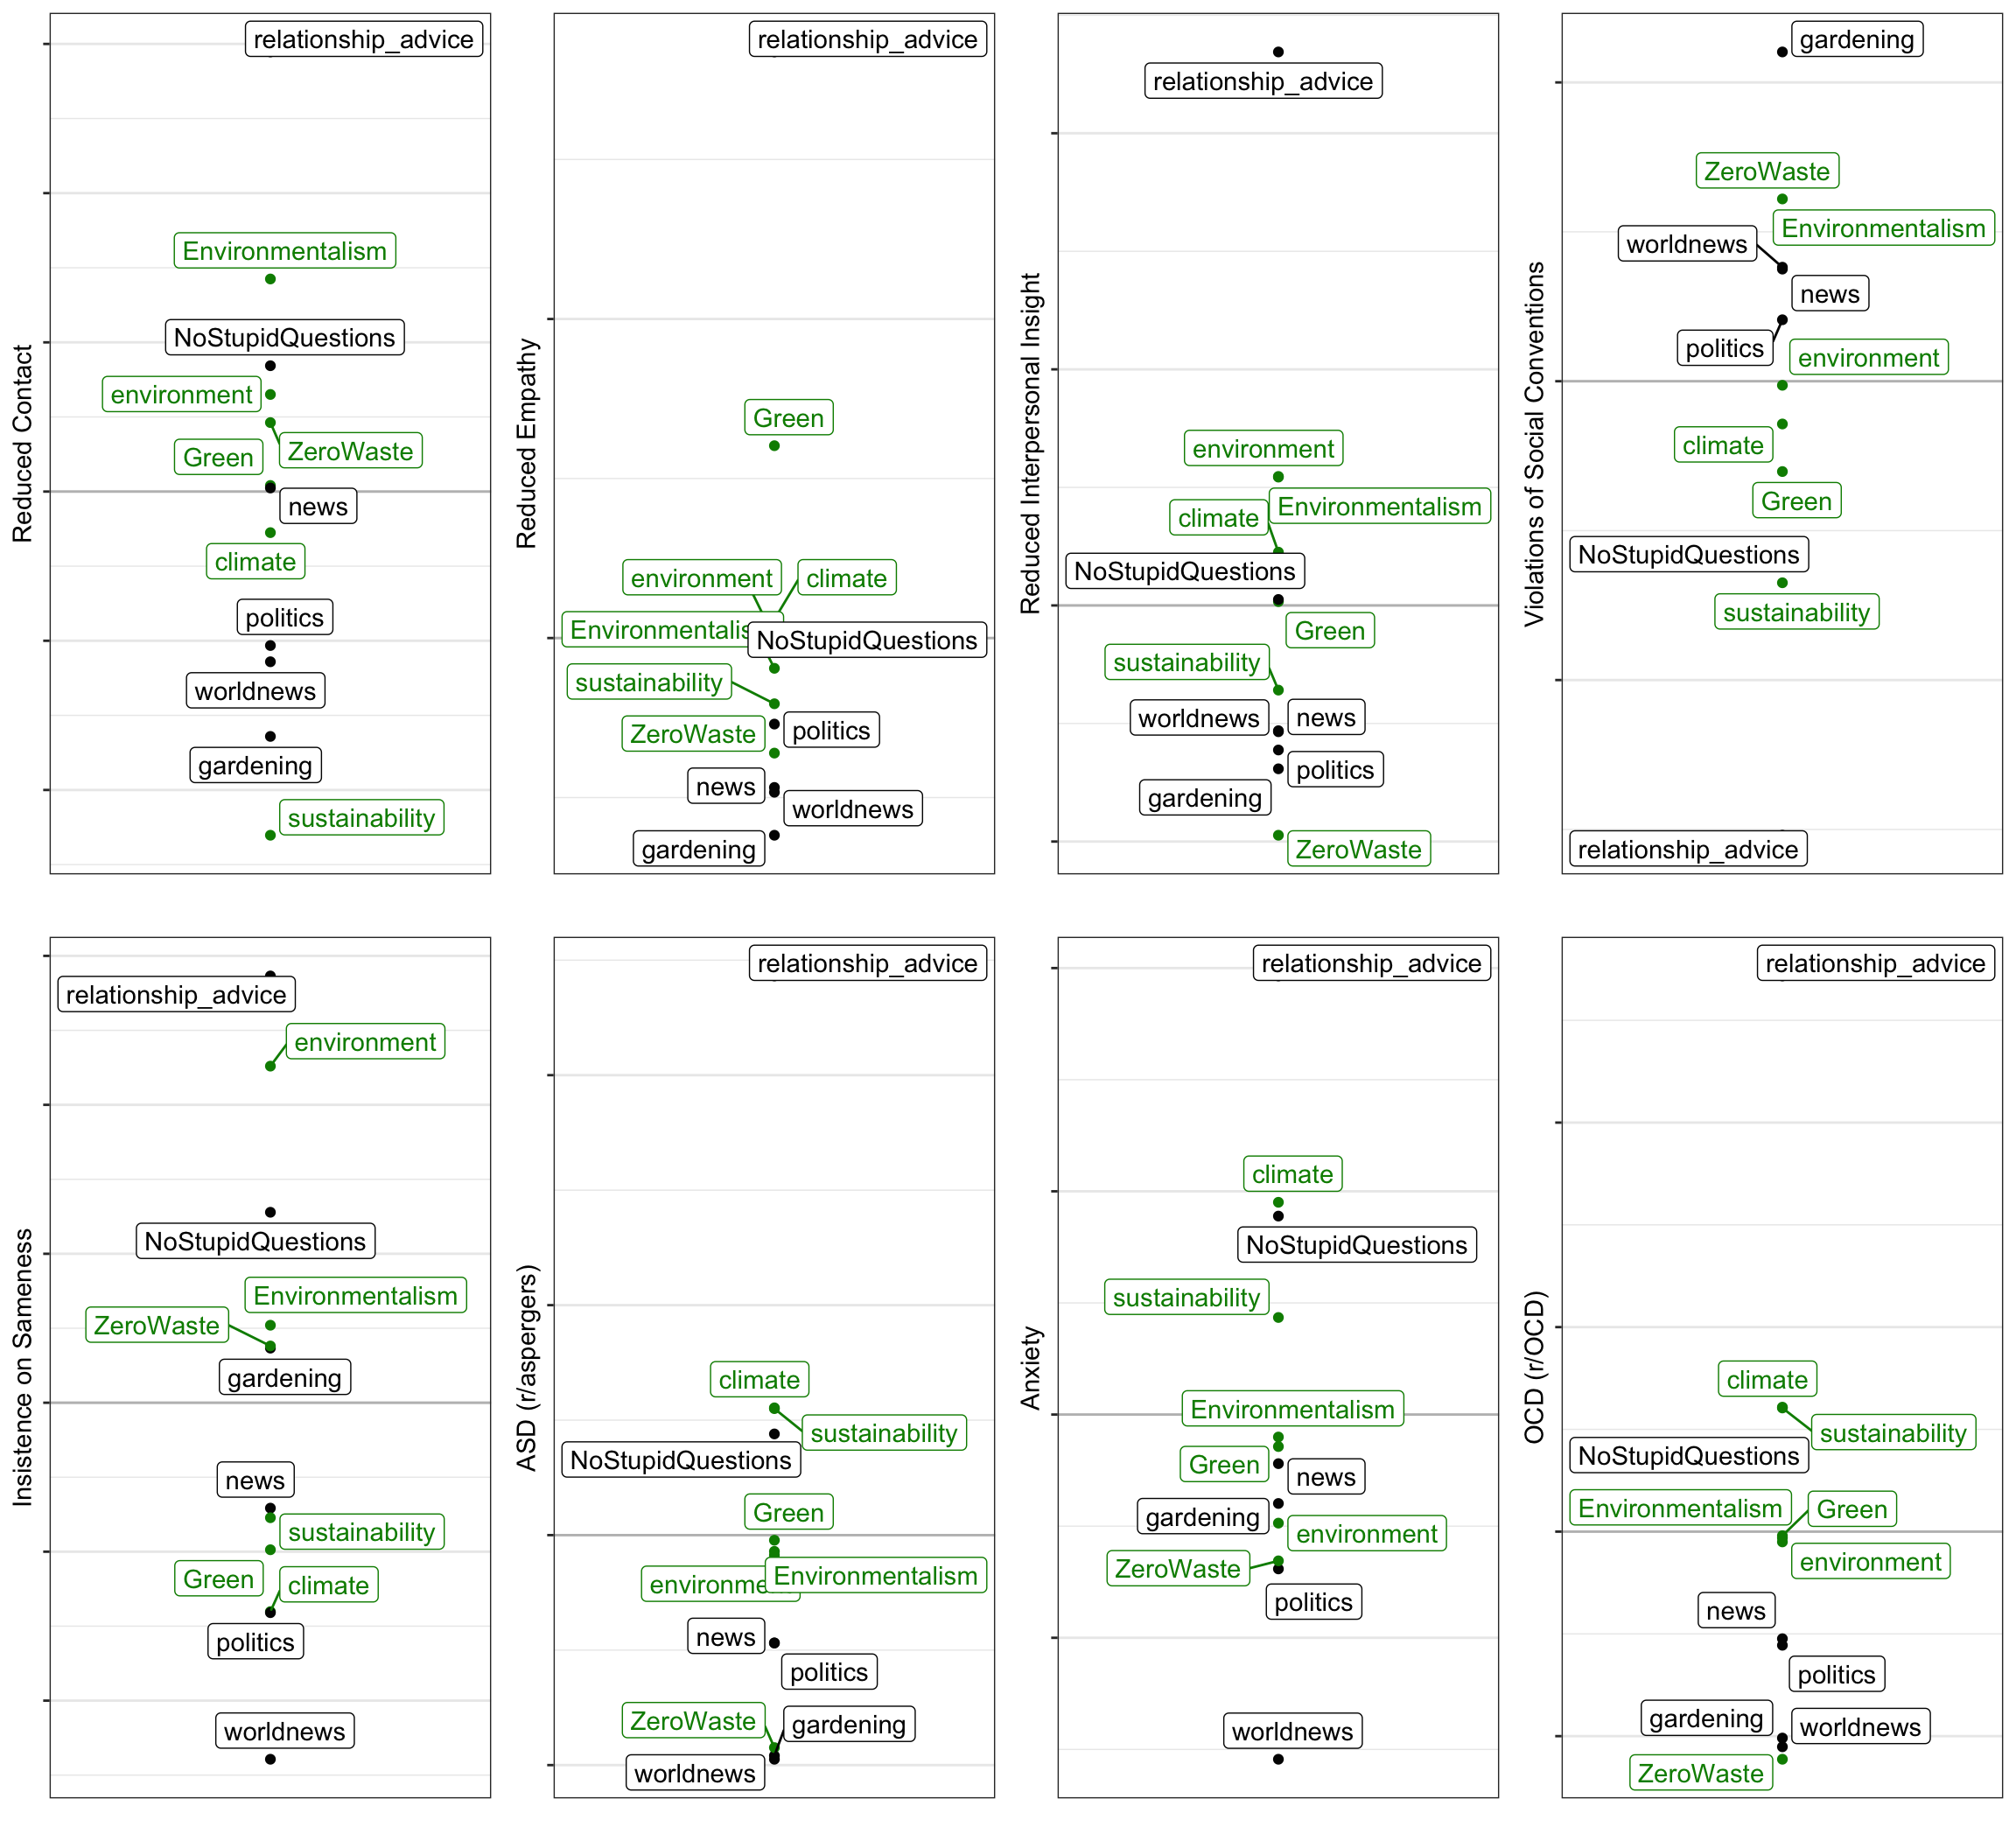 Reduced Contact
relationship_advice
Environmentalism
NoStupidQuestions
environment
ZeroWaste
Green
news
climate
politics
worldnews
gardening
sustainability
Reduced Empathy
relationship_advice
Green
environment
climate
Environmentalis
NoStupidQuestions
sustainability
politics
ZeroWaste
news
worldnews
gardening
Reduced Interpersonal Insight
relationship_advice
environment
Environmentalism
climate
NoStupidQuestions
Green
sustainability
worldnews
news
politics
gardening
ZeroWaste
Violations of Social Conventions
gardening
ZeroWaste
Environmentalism
worldnews
news
politics
environment
climate
Green
NoStupidQuestions
sustainability
relationship_advice
Insistence on Sameness
relationship_advice
environment
NoStupidQuestions
Environmentalism
ZeroWaste
gardening
news
sustainability
Green
climate
politics
worldnews
ASD (r/aspergers)
relationship_advice
climate
sustainability
NoStupidQuestions
Green
Environmentalism
environme
news
politics
ZeroWaste
gardening
worldnews
Anxiety
relationship_advice
climate
NoStupidQuestions
sustainability
Environmentalism
Green
news
gardening
environment
ZeroWaste
politics
worldnews
OCD (r/OCD)
relationship_advice
climate
sustainability
NoStupidQuestions
Environmentalism
Green
environment
news
politics
gardening
worldnews
ZeroWaste